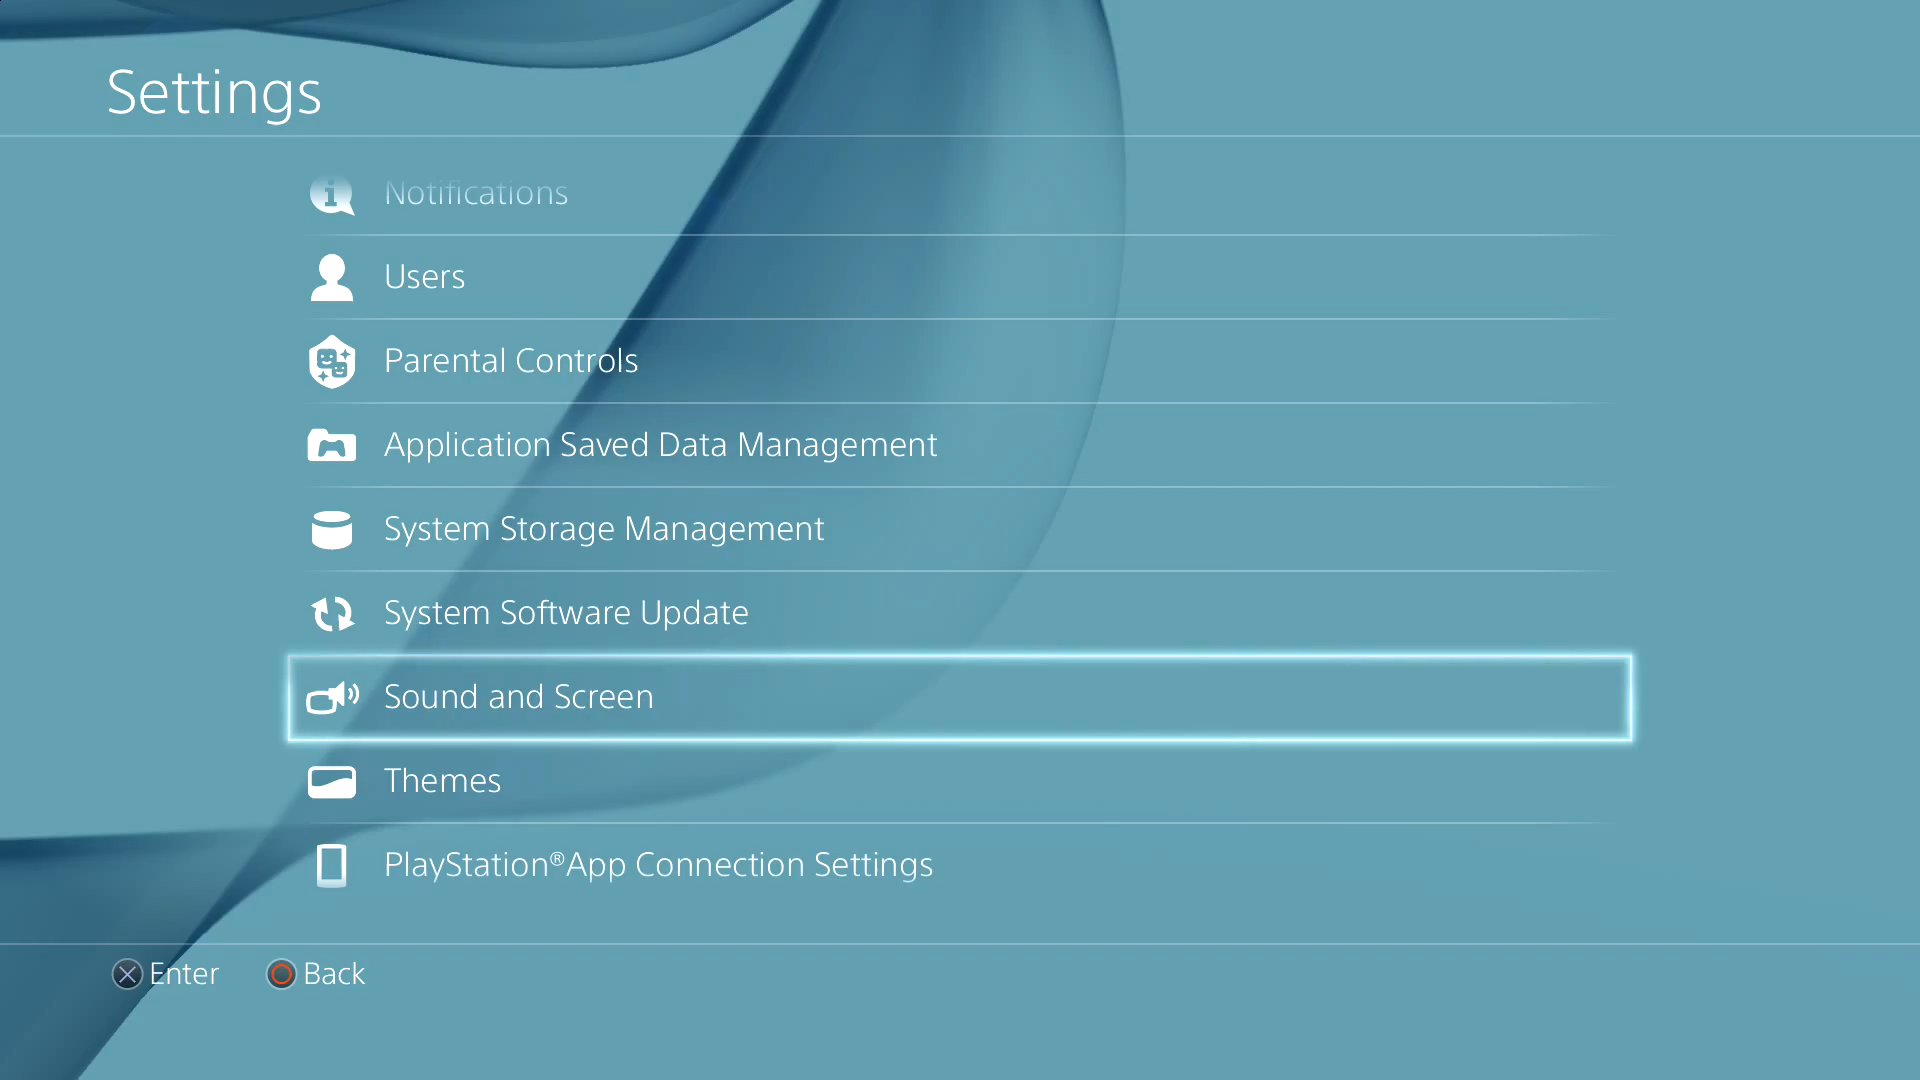 Settings
Notifications
Users
Parental Controls
Application Saved Data Management
System Storage Management
System Software Update
Sound and Screen
Themes
PlayStation®App Connection Settings
Enter Back